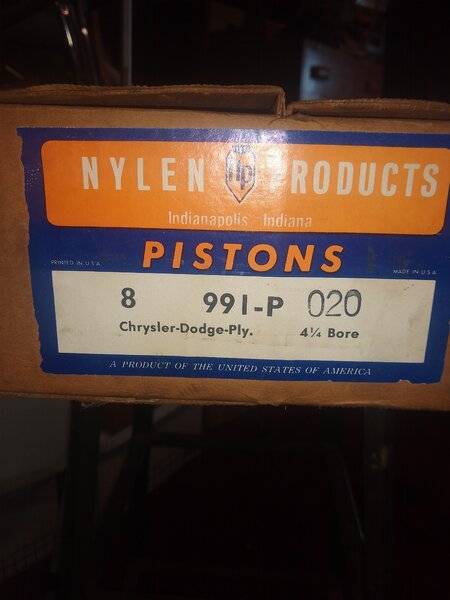 NYLEN np PRODUCTS
Indianapolis Indiana
PISTONS
PRINTED IN U.S.A.
MADE IN U.S.A.
8 991-P 020
Chrysler-Dodge-Ply. 4¼ Bore
A PRODUCT OF THE UNITED STATES OF AMERICA